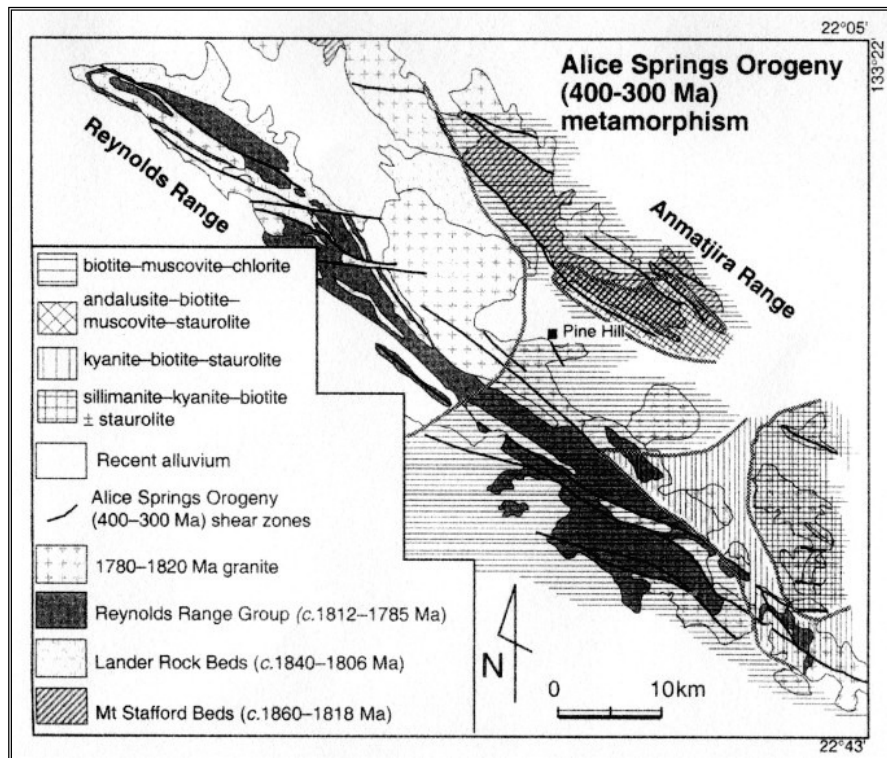 22°05'
133°22'
Alice Springs Orogeny
(400-300 Ma)
metamorphism
Reynolds Range
Anmatjira Range
Pine Hill
biotite–muscovite–chlorite
andalusite–biotite–
muscovite–staurolite
kyanite–biotite–staurolite
sillimanite–kyanite–biotite
± staurolite
Recent alluvium
Alice Springs Orogeny
(400–300 Ma) shear zones
1780–1820 Ma granite
Reynolds Range Group (c.1812–1785 Ma)
Lander Rock Beds (c.1840–1806 Ma)
Mt Stafford Beds (c.1860–1818 Ma)
N
0 10km
22°43'